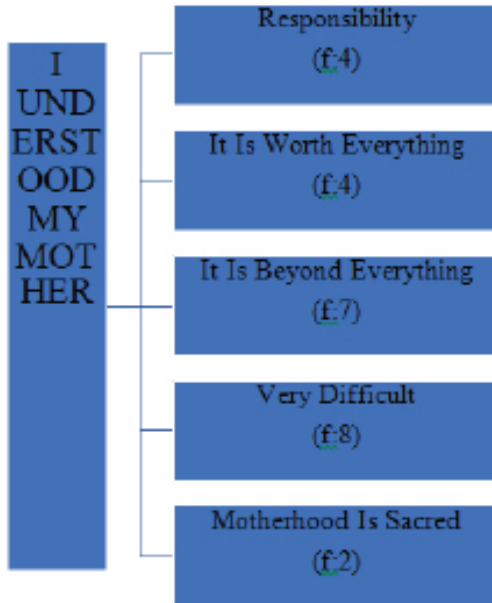 I
UND
ERST
OOD
MY
MOT
HER
Responsibility
(f:4)
It Is Worth Everything
(f:4)
It Is Beyond Everything
(f:7)
Very Difficult
(f:8)
Motherhood Is Sacred
(f:2)